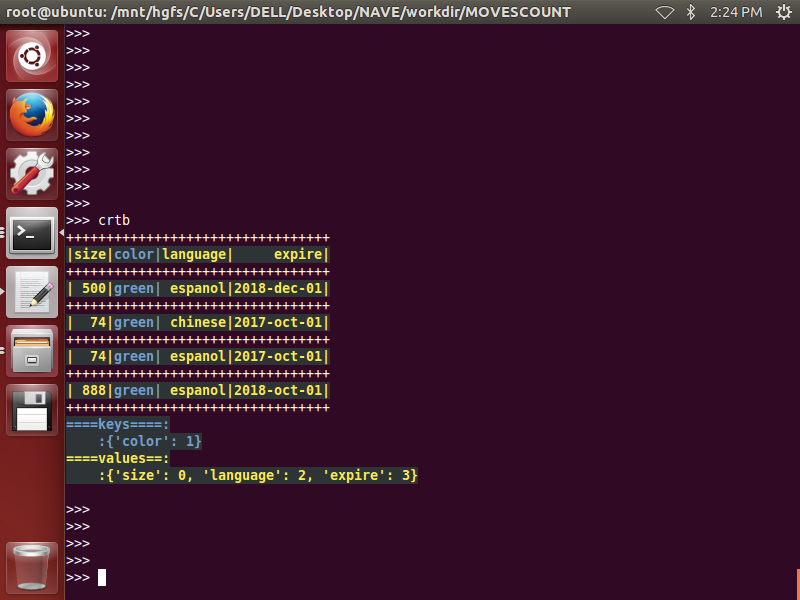 root@ubuntu: /mnt/hgfs/C/Users/DELL/Desktop/NAVE/workdir/MOVESCOUNT 2:24 PM
>>>
>>>
>>>
>>>
>>>
>>>
>>>
>>>
>>>
>>>
>>>
>>> crtb
+++++++++++++++++++++++++++++++++
|size|color|language|     expire|
+++++++++++++++++++++++++++++++++
| 500|green| espanol|2018-dec-01|
+++++++++++++++++++++++++++++++++
|  74|green| chinese|2017-oct-01|
+++++++++++++++++++++++++++++++++
|  74|green| espanol|2017-oct-01|
+++++++++++++++++++++++++++++++++
| 888|green| espanol|2018-oct-01|
+++++++++++++++++++++++++++++++++
====keys====:
    :{'color': 1}
====values==:
    :{'size': 0, 'language': 2, 'expire': 3}
>>>
>>>
>>>
>>>
>>>